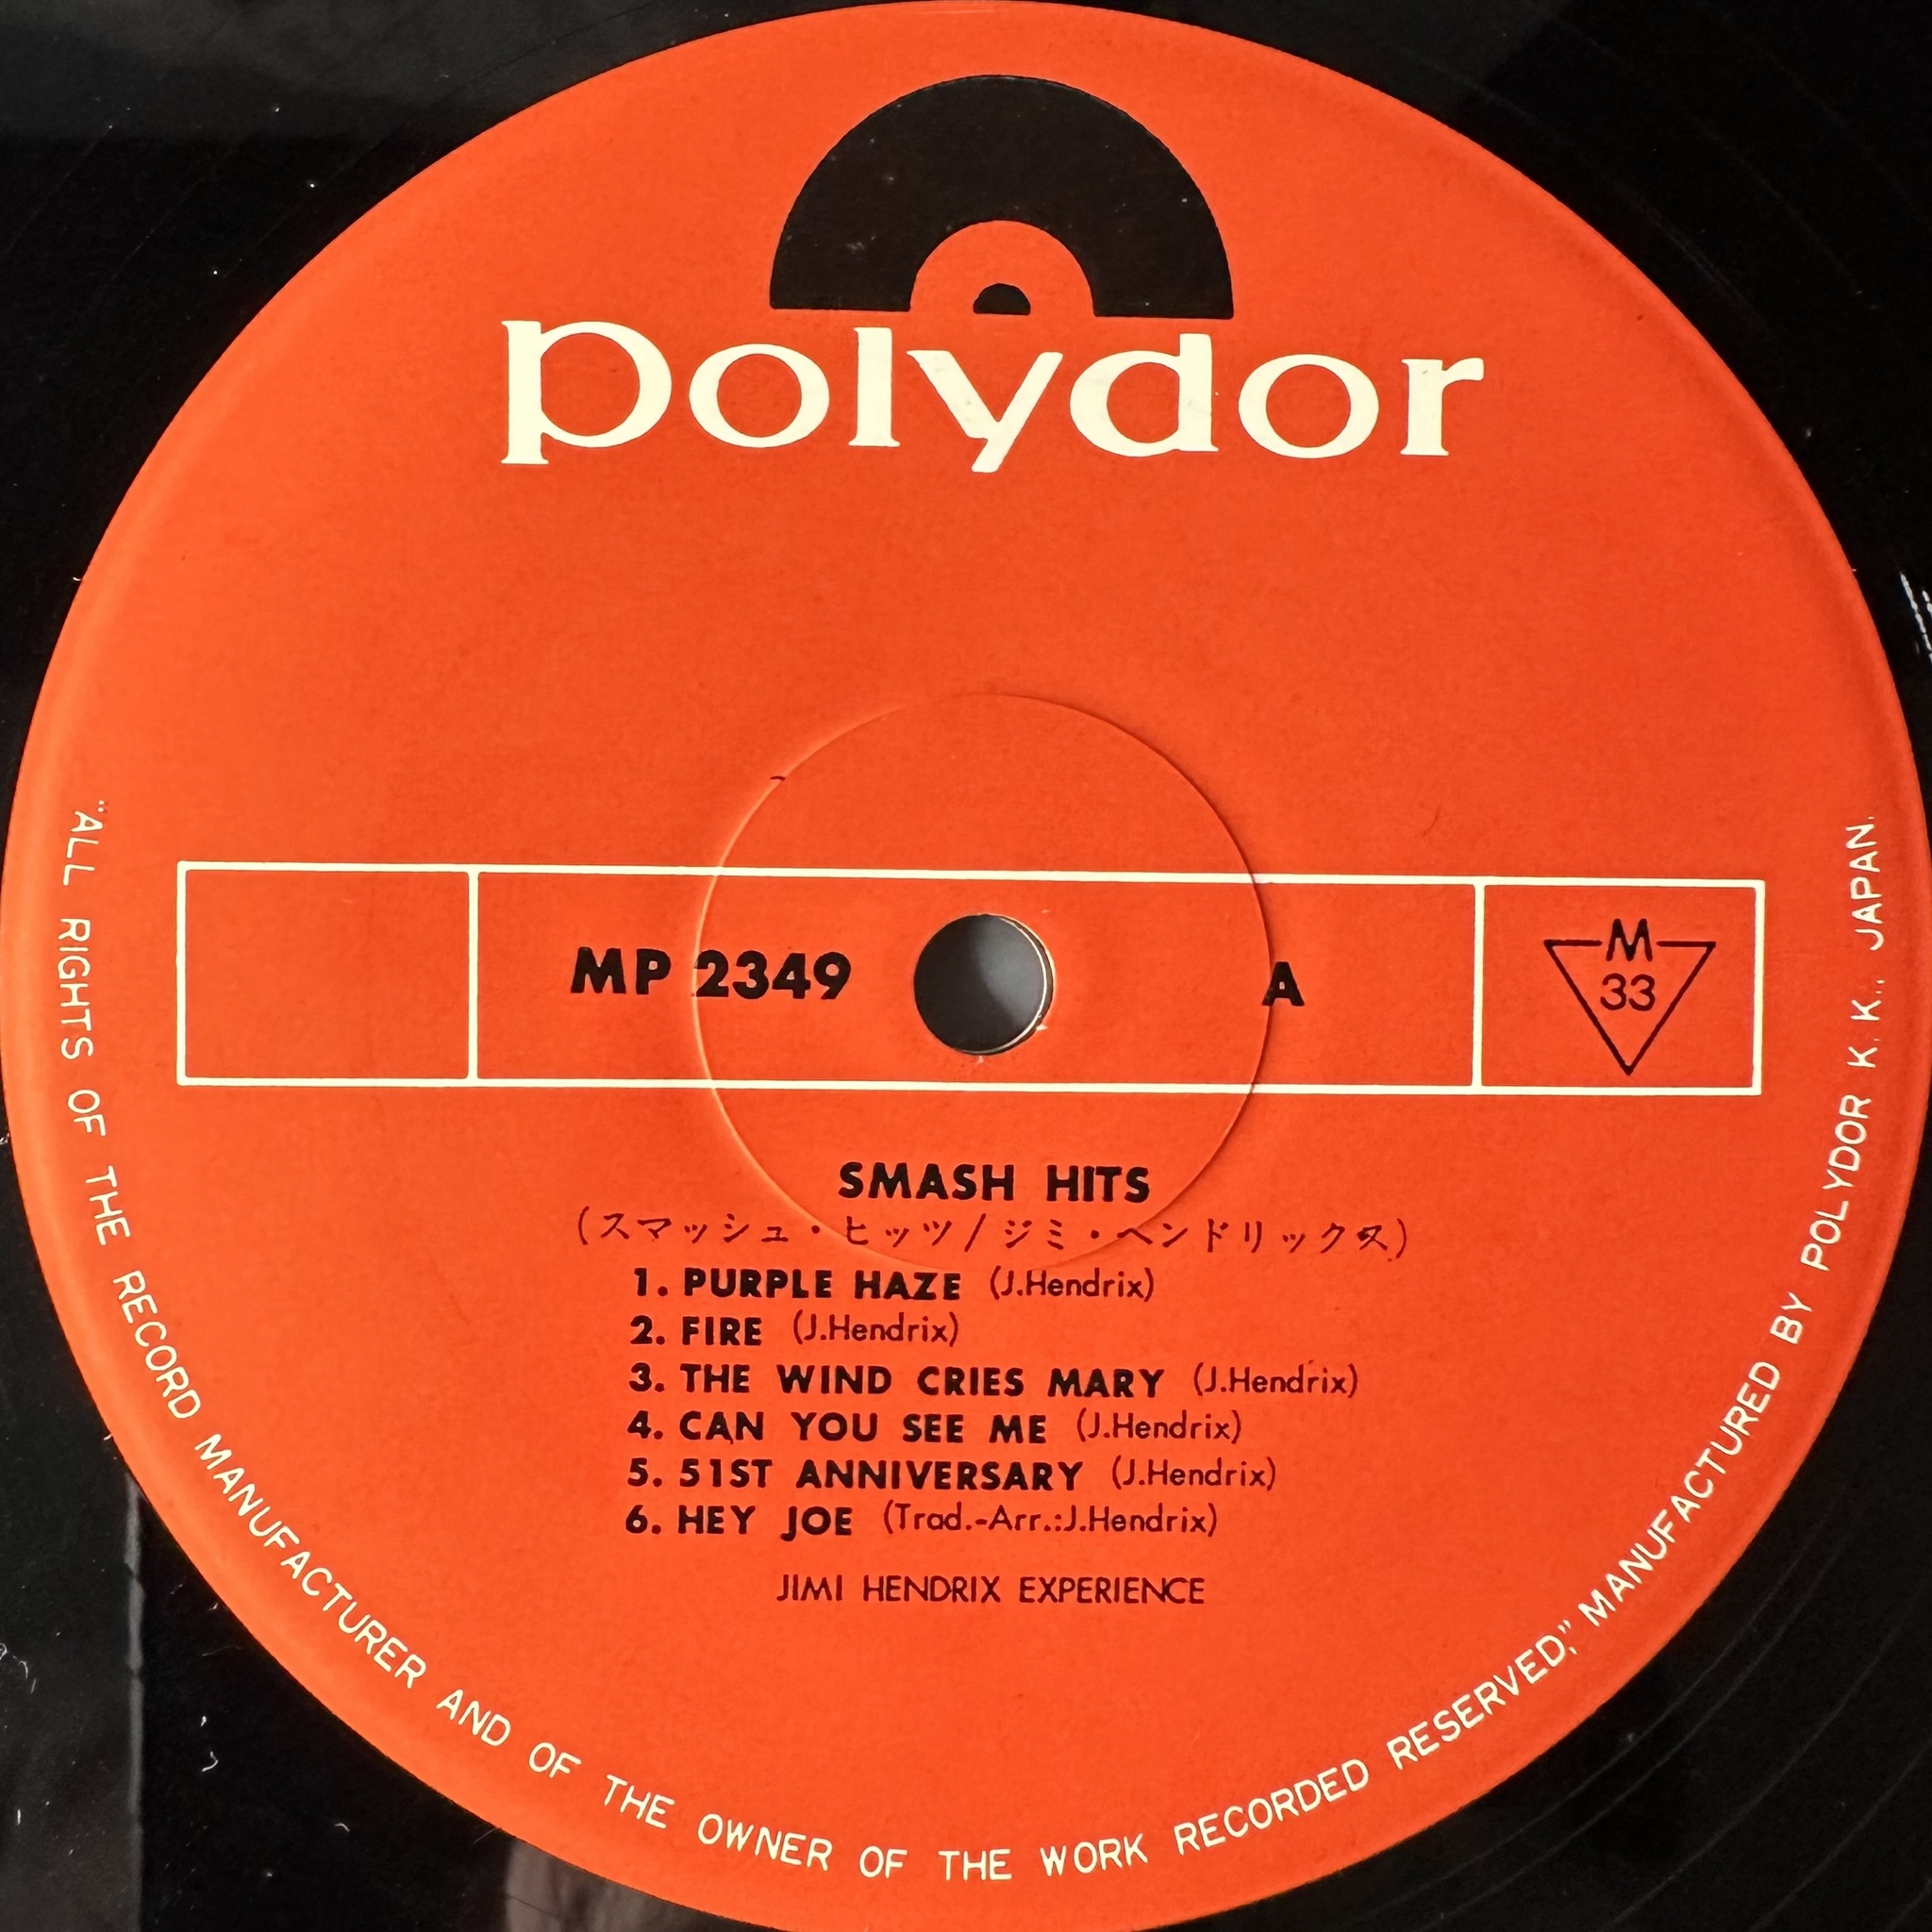 polydor
MP 2349
A
M
33
SMASH HITS
(スマッシュ・ヒッツ/ジミ・ヘンドリックス)
1. PURPLE HAZE (J.Hendrix)
2. FIRE (J.Hendrix)
3. THE WIND CRIES MARY (J.Hendrix)
4. CAN YOU SEE ME (J.Hendrix)
5. 51ST ANNIVERSARY (J.Hendrix)
6. HEY JOE (Trad.-Arr.:J.Hendrix)
JIMI HENDRIX EXPERIENCE
"ALL RIGHTS OF THE RECORD MANUFACTURER AND OF THE OWNER OF THE WORK RECORDED RESERVED," MANUFACTURED BY POLYDOR K.K., JAPAN.